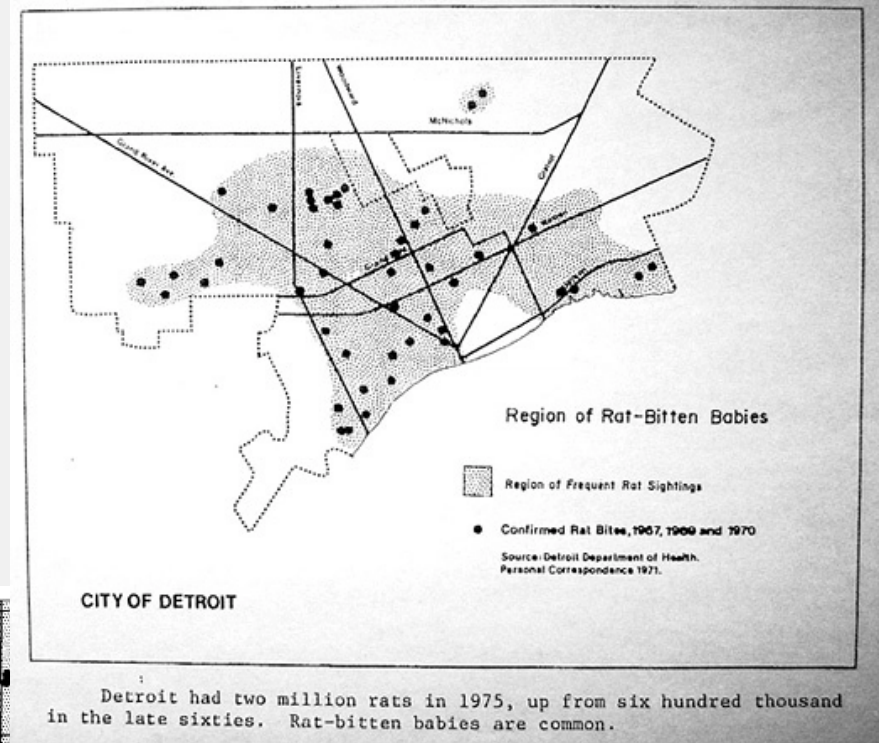 Livernois
Woodward
McNichols
Grand River Ave
Gratiot
Warren
Grand Blvd
Region of Rat-Bitten Babies
Region of Frequent Rat Sightings
Confirmed Rat Bites, 1967, 1969 and 1970
Source: Detroit Department of Health.
Personal Correspondence 1971.
CITY OF DETROIT
Detroit had two million rats in 1975, up from six hundred thousand
in the late sixties. Rat-bitten babies are common.